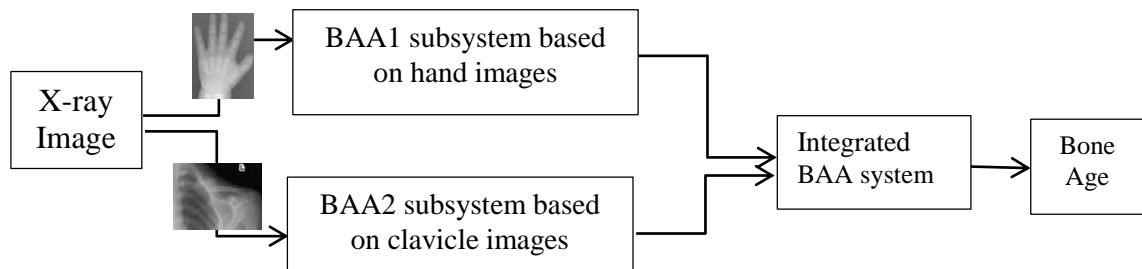 X-ray
Image
BAA1 subsystem based
on hand images
L
BAA2 subsystem based
on clavicle images
Integrated
BAA system
Bone
Age